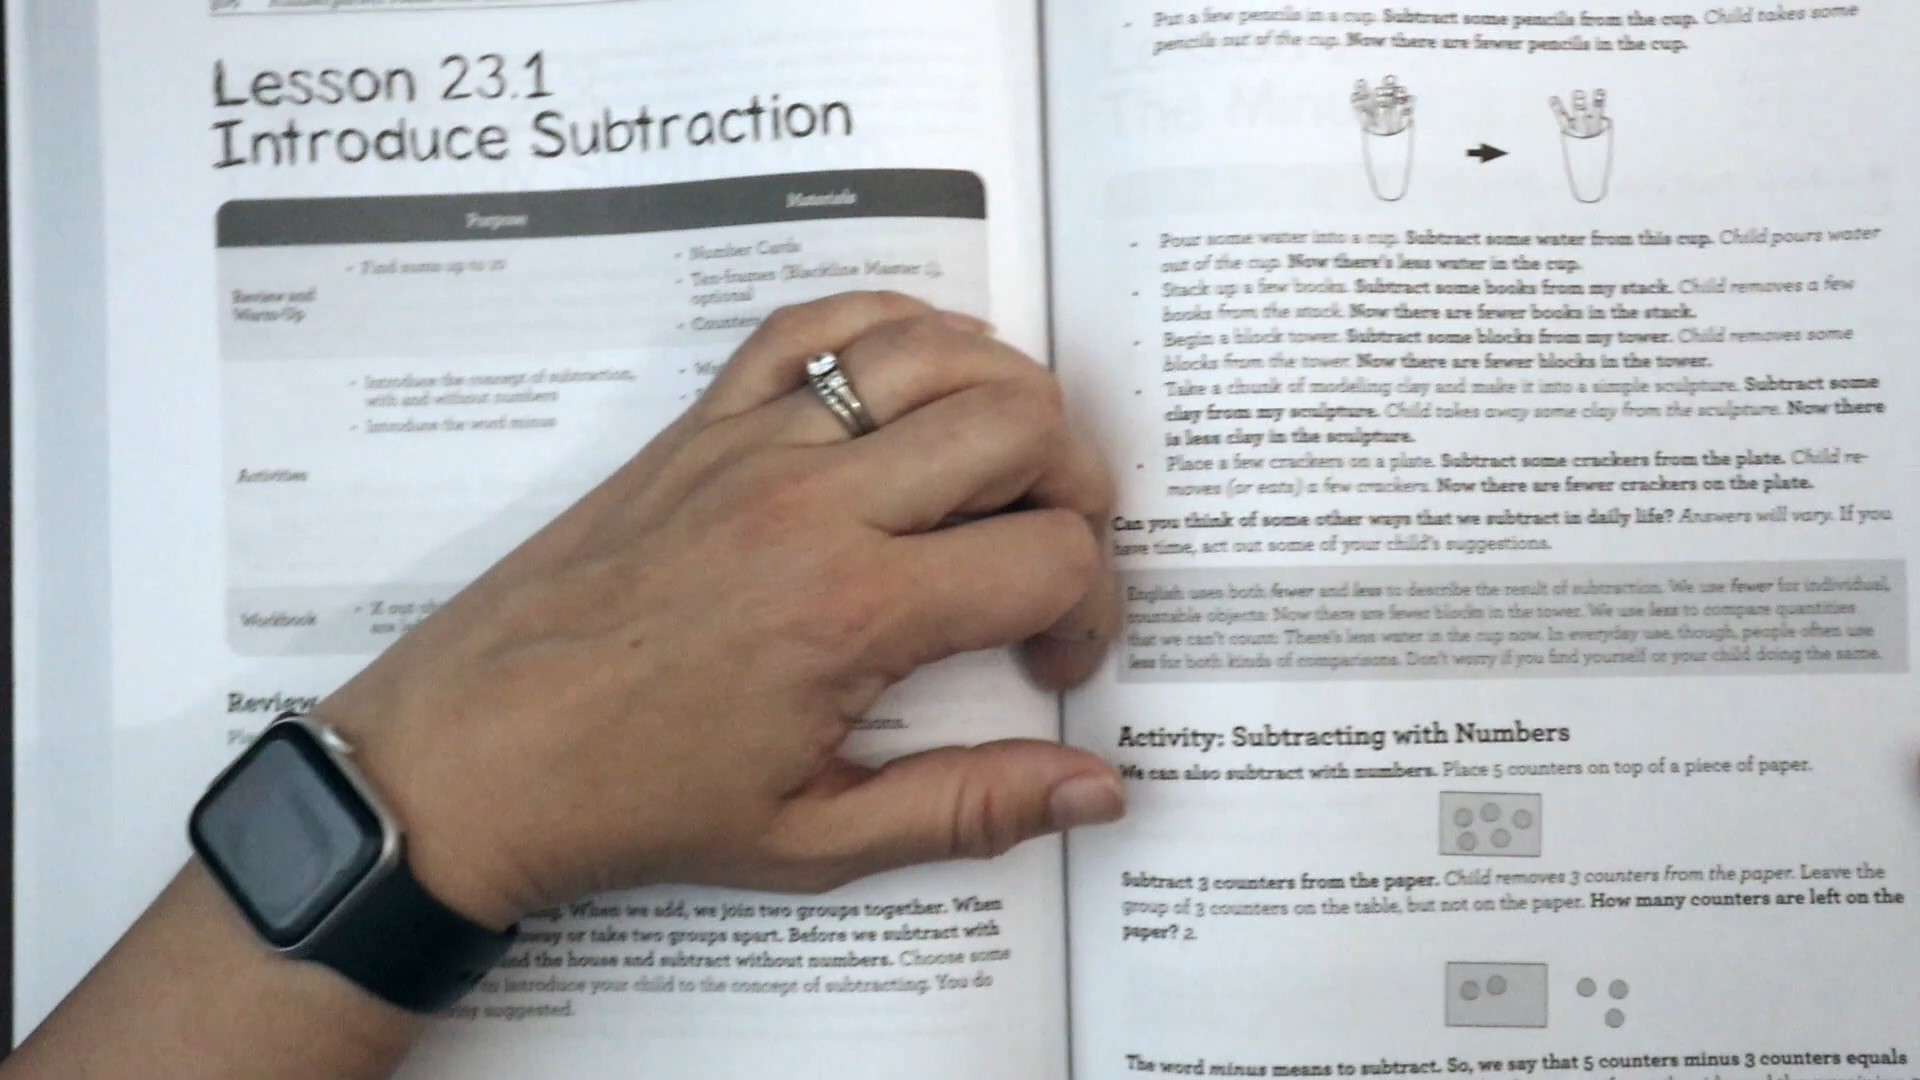 Lesson 23.1
Introduce Subtraction
Purpose
Materials
Review and
Warm-Up
- Find sums up to 20
- Number Cards
- Ten-frames (Blackline Master 1),
optional
- Counters
Activities
- Introduce the concept of subtraction,
with and without numbers
- Introduce the word minus
Workbook
- X out
Review
away or take two groups apart. Before we subtract with
When we add, we join two groups together. When
and the house and subtract without numbers. Choose some
to introduce your child to the concept of subtracting. You do
suggested.
- Put a few pencils in a cup. Subtract some pencils from the cup. Child takes some
pencils out of the cup. Now there are fewer pencils in the cup.
- Pour some water into a cup. Subtract some water from this cup. Child pours water
out of the cup. Now there's less water in the cup.
- Stack up a few books. Subtract some books from my stack. Child removes a few
books from the stack. Now there are fewer books in the stack.
- Begin a block tower. Subtract some blocks from my tower. Child removes some
blocks from the tower. Now there are fewer blocks in the tower.
- Take a chunk of modeling clay and make it into a simple sculpture. Subtract some
clay from my sculpture. Child takes away some clay from the sculpture. Now there
is less clay in the sculpture.
- Place a few crackers on a plate. Subtract some crackers from the plate. Child re-
moves (or eats) a few crackers. Now there are fewer crackers on the plate.
Can you think of some other ways that we subtract in daily life? Answers will vary. If you
have time, act out some of your child's suggestions.
English uses both fewer and less to describe the result of subtraction. We use fewer for individual,
countable objects: Now there are fewer blocks in the tower. We use less to compare quantities
that we can't count: There's less water in the cup now. In everyday use, though, people often use
less for both kinds of comparisons. Don't worry if you find yourself or your child doing the same.
Activity: Subtracting with Numbers
We can also subtract with numbers. Place 5 counters on top of a piece of paper.
Subtract 3 counters from the paper. Child removes 3 counters from the paper. Leave the
group of 3 counters on the table, but not on the paper. How many counters are left on the
paper? 2.
The word minus means to subtract. So, we say that 5 counters minus 3 counters equals